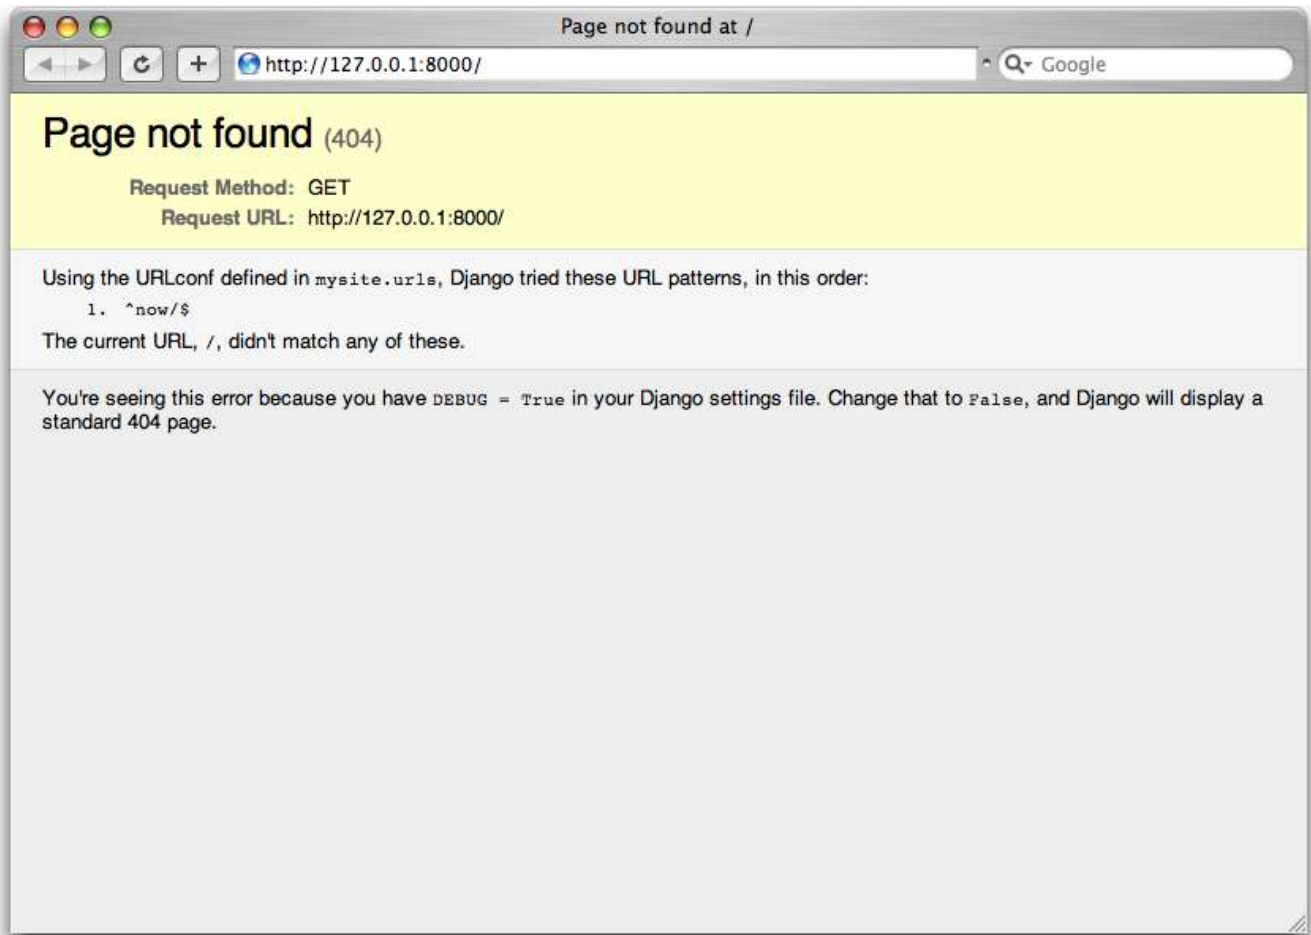 Page not found at /
http://127.0.0.1:8000/
Google
Page not found (404)
Request Method: GET
Request URL: http://127.0.0.1:8000/
Using the URLconf defined in mysite.urls, Django tried these URL patterns, in this order:
1. ^now/$
The current URL, /, didn't match any of these.
You're seeing this error because you have DEBUG = True in your Django settings file. Change that to False, and Django will display a
standard 404 page.